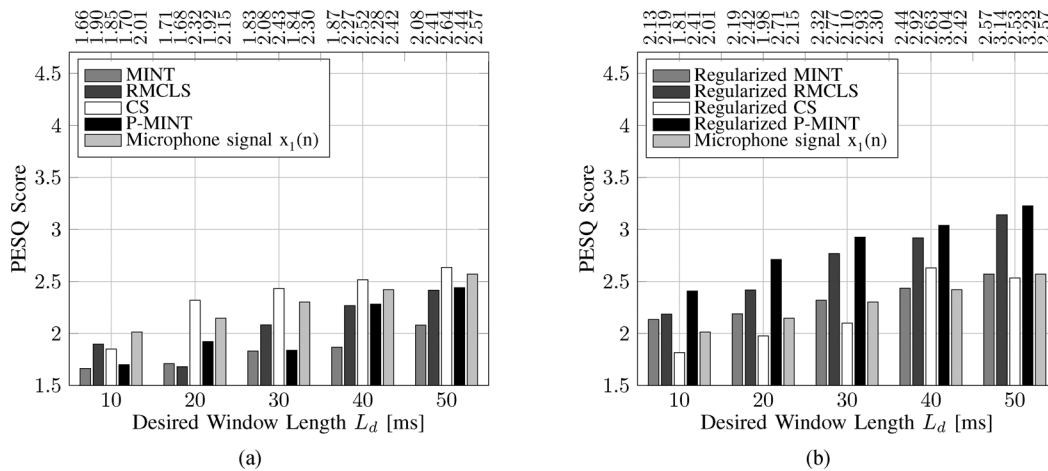 1.66 1.90 1.85 1.70 2.01 1.71 1.68 2.32 1.92 2.15 1.83 2.08 2.43 1.84 2.30 1.87 2.27 2.52 2.28 2.42 2.08 2.41 2.64 2.44 2.57
4.5
MINT
RMCLS
CS
P-MINT
Microphone signal x₁(n)
4
3.5
3
2.5
2
1.5
PESQ Score
10 20 30 40 50
Desired Window Length L_d [ms]
(a)
2.13 2.19 1.81 2.41 2.01 2.19 2.42 1.98 2.71 2.15 2.32 2.77 2.10 2.93 2.30 2.44 2.92 2.63 3.04 2.42 2.57 3.14 2.53 3.23 2.57
4.5
Regularized MINT
Regularized RMCLS
Regularized CS
Regularized P-MINT
Microphone signal x₁(n)
4
3.5
3
2.5
2
1.5
PESQ Score
10 20 30 40 50
Desired Window Length L_d [ms]
(b)